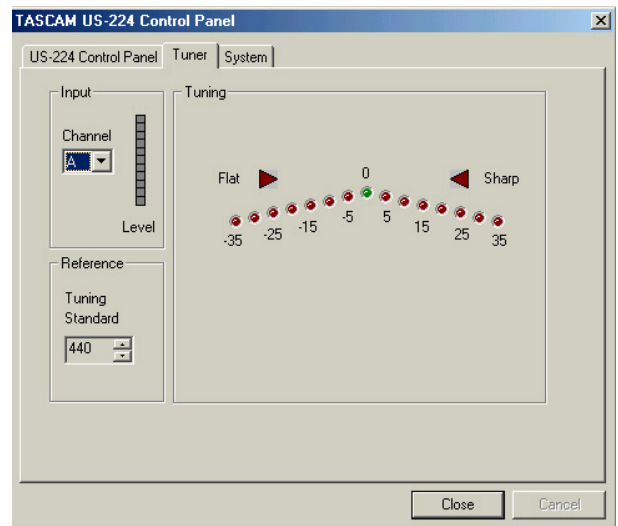 TASCAM US-224 Control Panel
US-224 Control Panel Tuner System
Input
Channel
A
Level
Reference
Tuning
Standard
440
Tuning
Flat 0 Sharp
-35 -25 -15 -5 5 15 25 35
Close Cancel